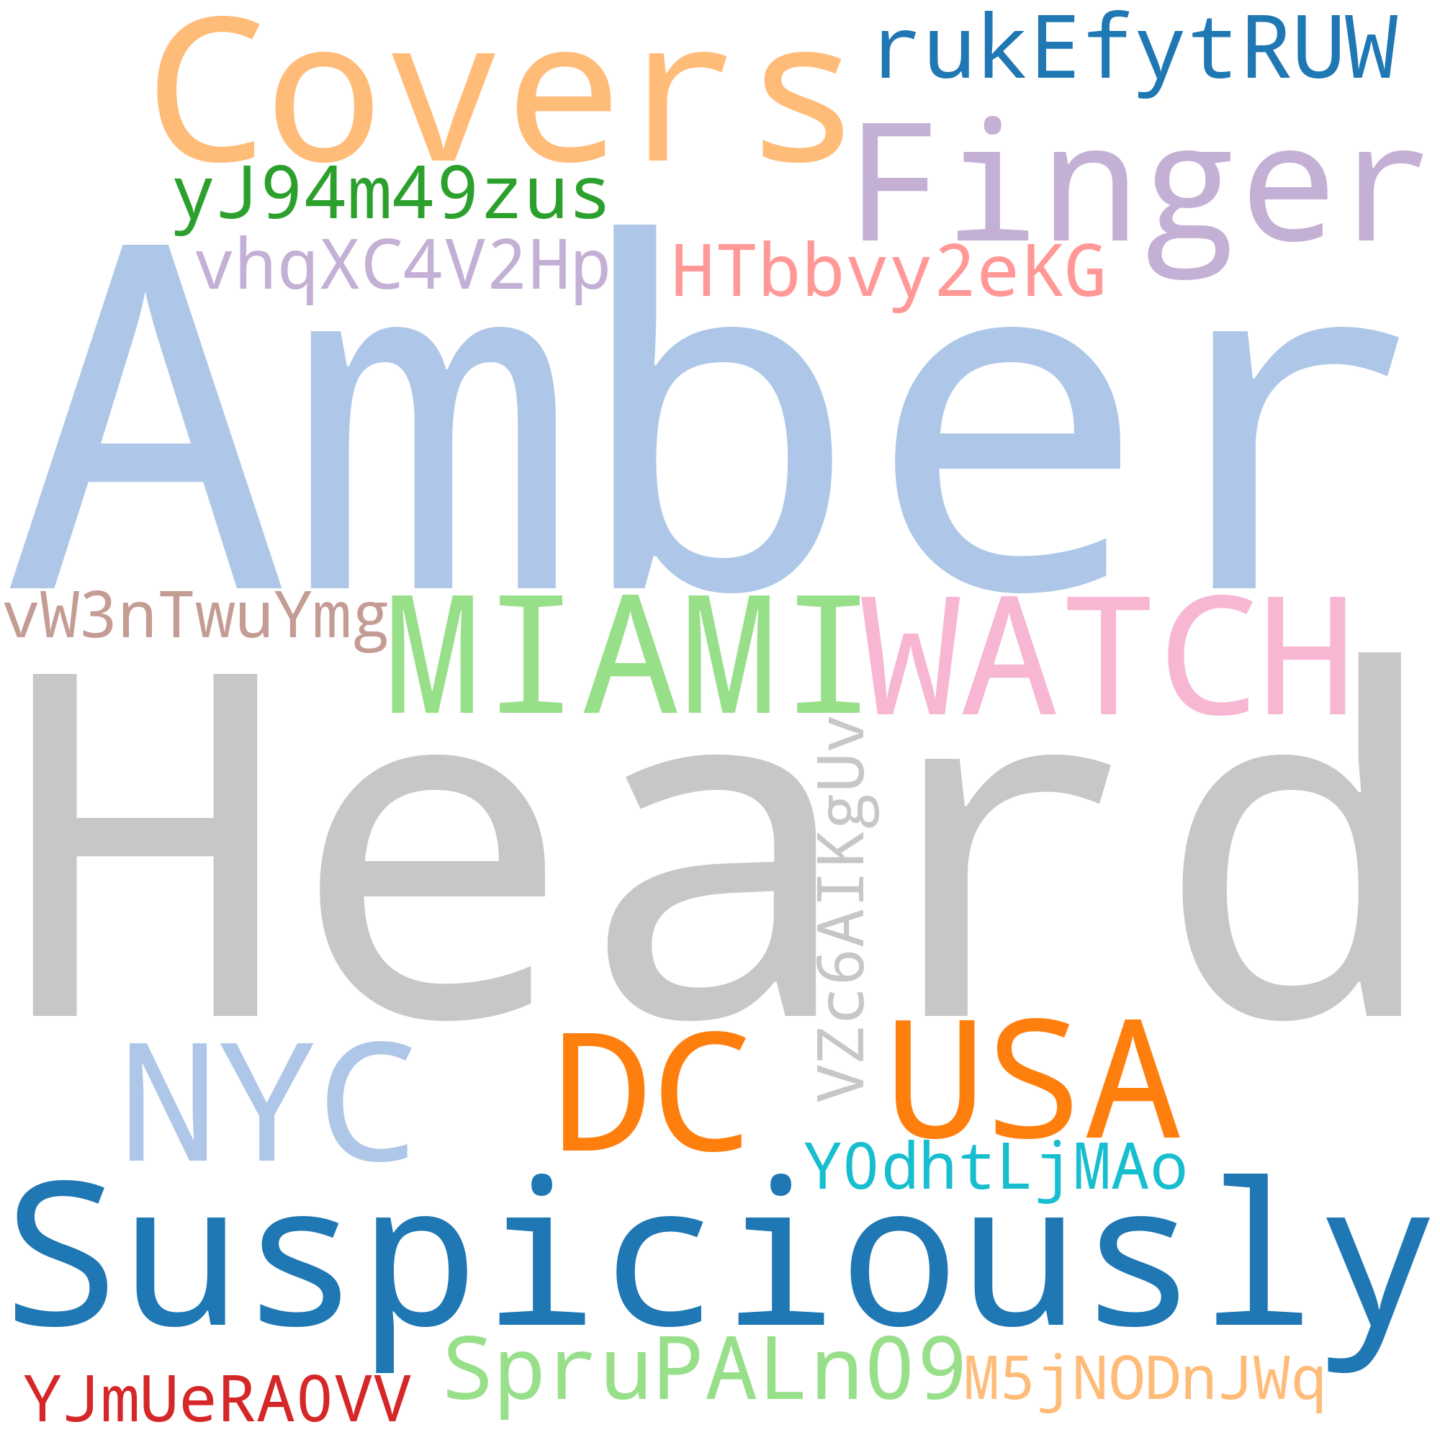 Covers
rukEfytRUW
Finger
yJ94m49zus
vhqXC4V2Hp
HTbbvy2eKG
Amber
vW3nTwuYmg
MIAMI
WATCH
Heard
VZc6AIKgUv
NYC
DC
USA
Y0dhtLjMAo
Suspiciously
SpruPALnO9
M5jNODnJWq
YJmUeRA0VV